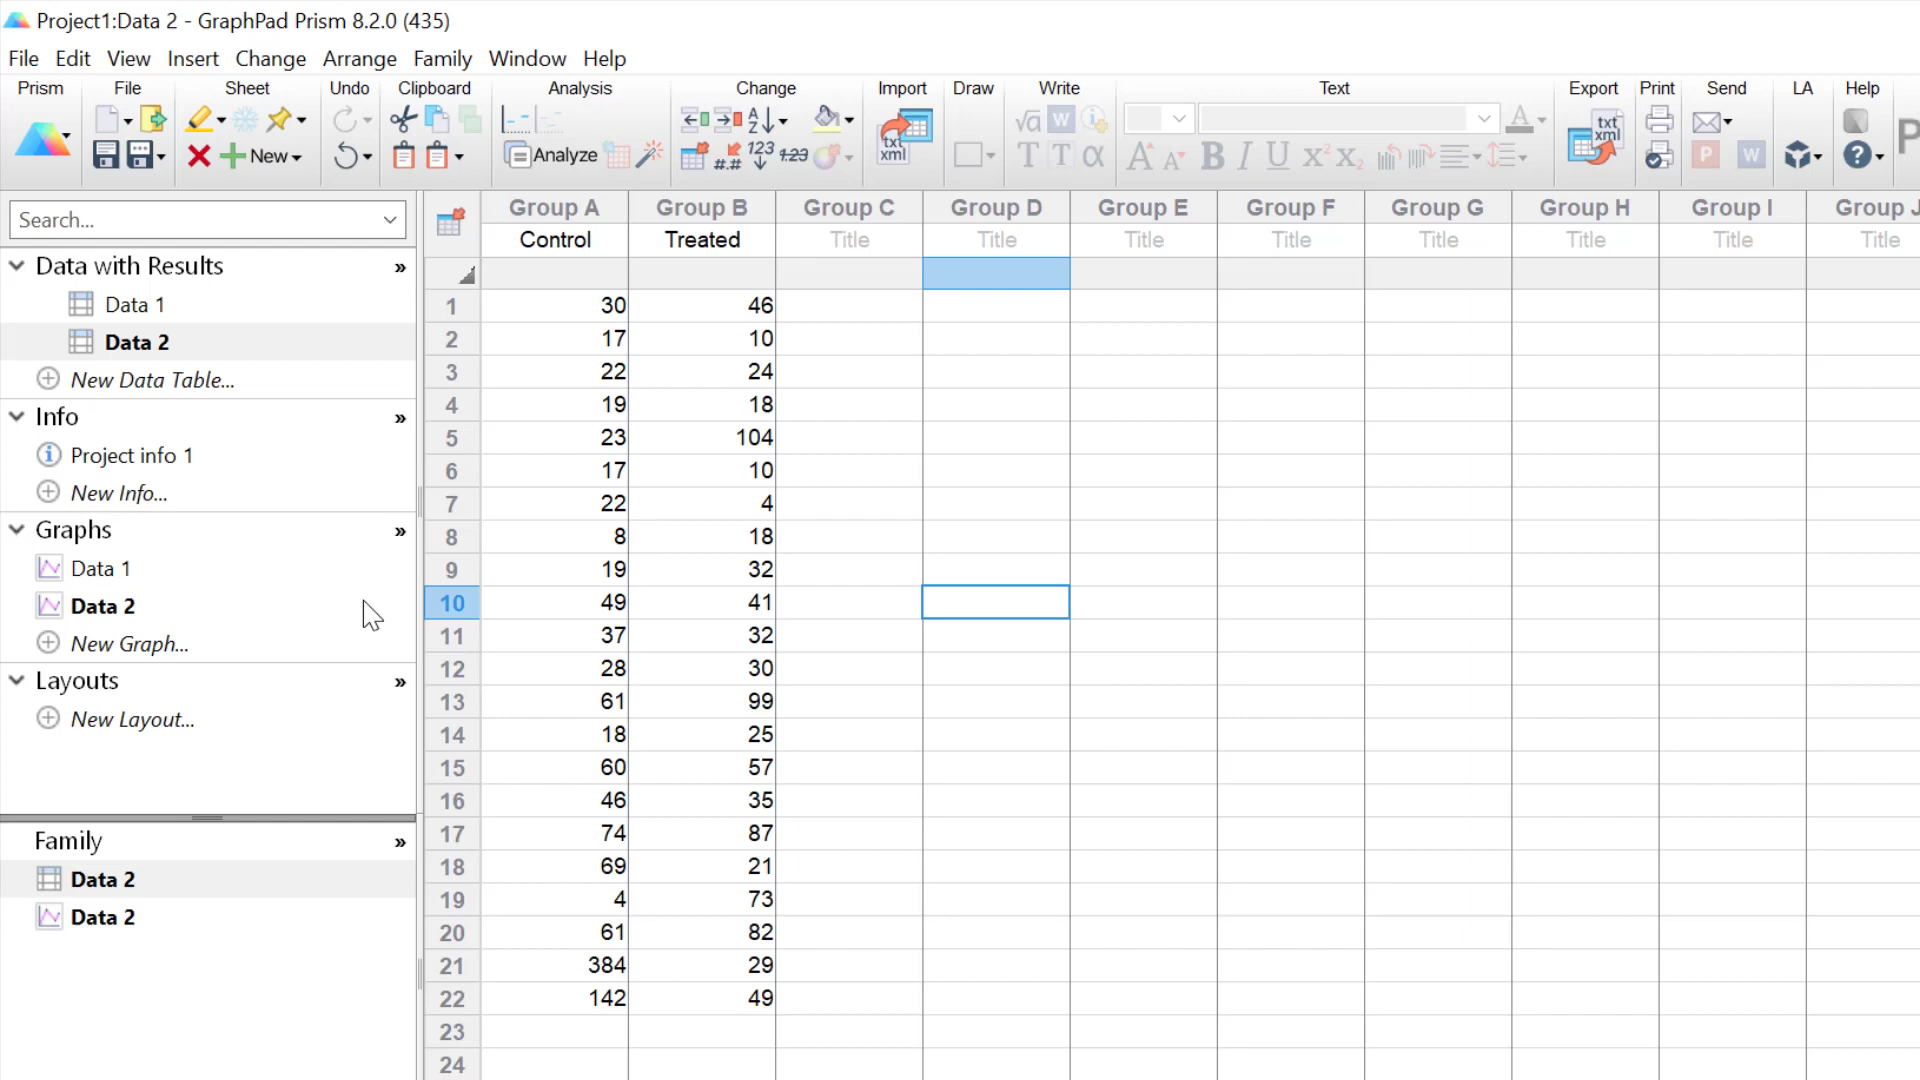 Project1:Data 2 - GraphPad Prism 8.2.0 (435)
File Edit View Insert Change Arrange Family Window Help
Prism File Sheet Undo Clipboard Analysis Change Import Draw Write Text Export Print Send LA Help
New
Analyze
Search...
Data with Results
Data 1
Data 2
New Data Table...
Info
Project info 1
New Info...
Graphs
Data 1
Data 2
New Graph...
Layouts
New Layout...
Family
Data 2
Data 2
Group A Group B Group C Group D Group E Group F Group G Group H Group I Group J
Control Treated Title Title Title Title Title Title Title Title
1 30 46
2 17 10
3 22 24
4 19 18
5 23 104
6 17 10
7 22 4
8 8 18
9 19 32
10 49 41
11 37 32
12 28 30
13 61 99
14 18 25
15 60 57
16 46 35
17 74 87
18 69 21
19 4 73
20 61 82
21 384 29
22 142 49
23
24